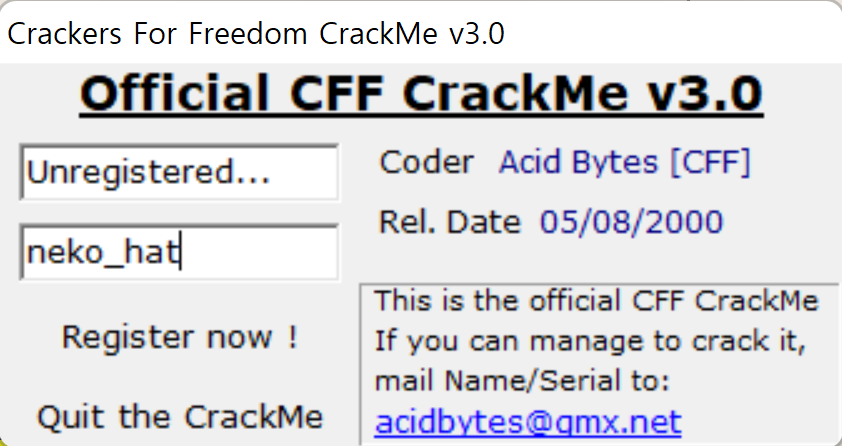 Crackers For Freedom CrackMe v3.0
Official CFF CrackMe v3.0
Unregistered...
Coder Acid Bytes [CFF]
Rel. Date 05/08/2000
neko_hat
This is the official CFF CrackMe
If you can manage to crack it,
mail Name/Serial to:
acidbytes@gmx.net
Register now !
Quit the CrackMe